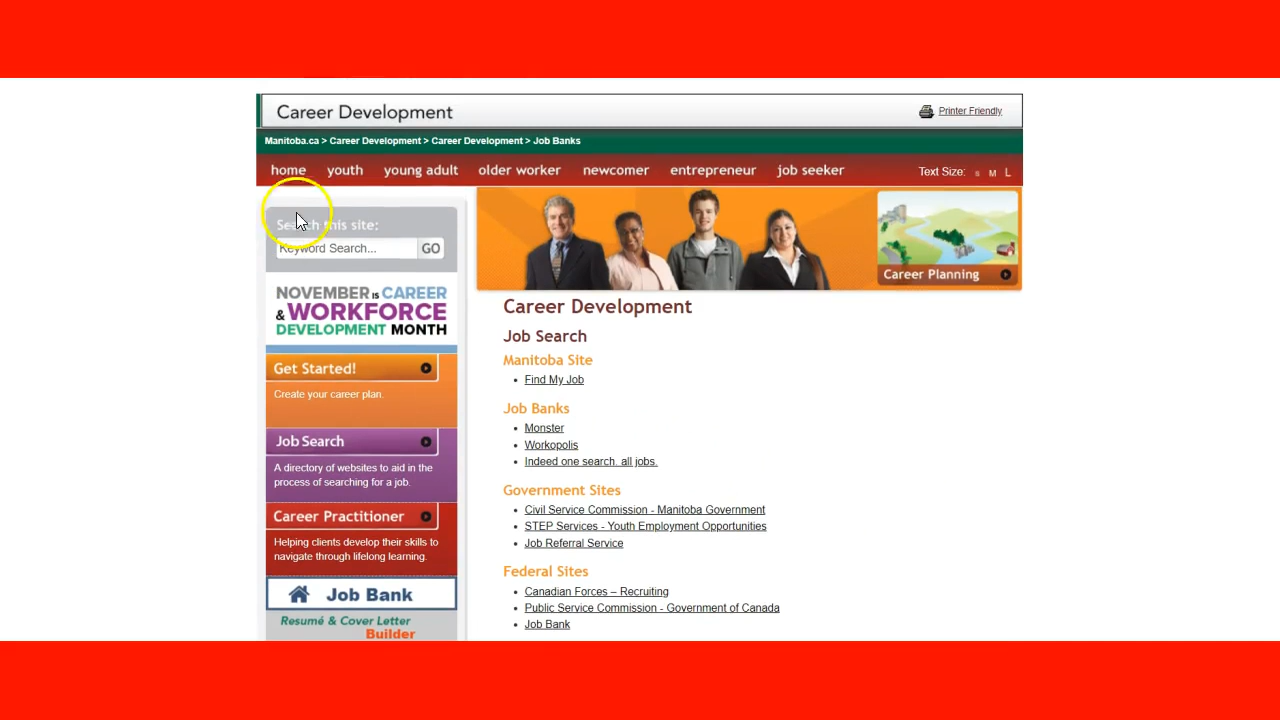 Career Development
Printer Friendly
Manitoba.ca > Career Development > Career Development > Job Banks
home youth young adult older worker newcomer entrepreneur job seeker
Text Size: S M L
Search this site:
Keyword Search... GO
Career Planning
NOVEMBER IS CAREER
& WORKFORCE
DEVELOPMENT MONTH
Get Started!
Create your career plan.
Job Search
A directory of websites to aid in the
process of searching for a job.
Career Practitioner
Helping clients develop their skills to
navigate through lifelong learning.
Job Bank
Resumé & Cover Letter
Builder
Career Development
Job Search
Manitoba Site
• Find My Job
Job Banks
• Monster
• Workopolis
• Indeed one search. all jobs.
Government Sites
• Civil Service Commission - Manitoba Government
• STEP Services - Youth Employment Opportunities
• Job Referral Service
Federal Sites
• Canadian Forces – Recruiting
• Public Service Commission - Government of Canada
• Job Bank